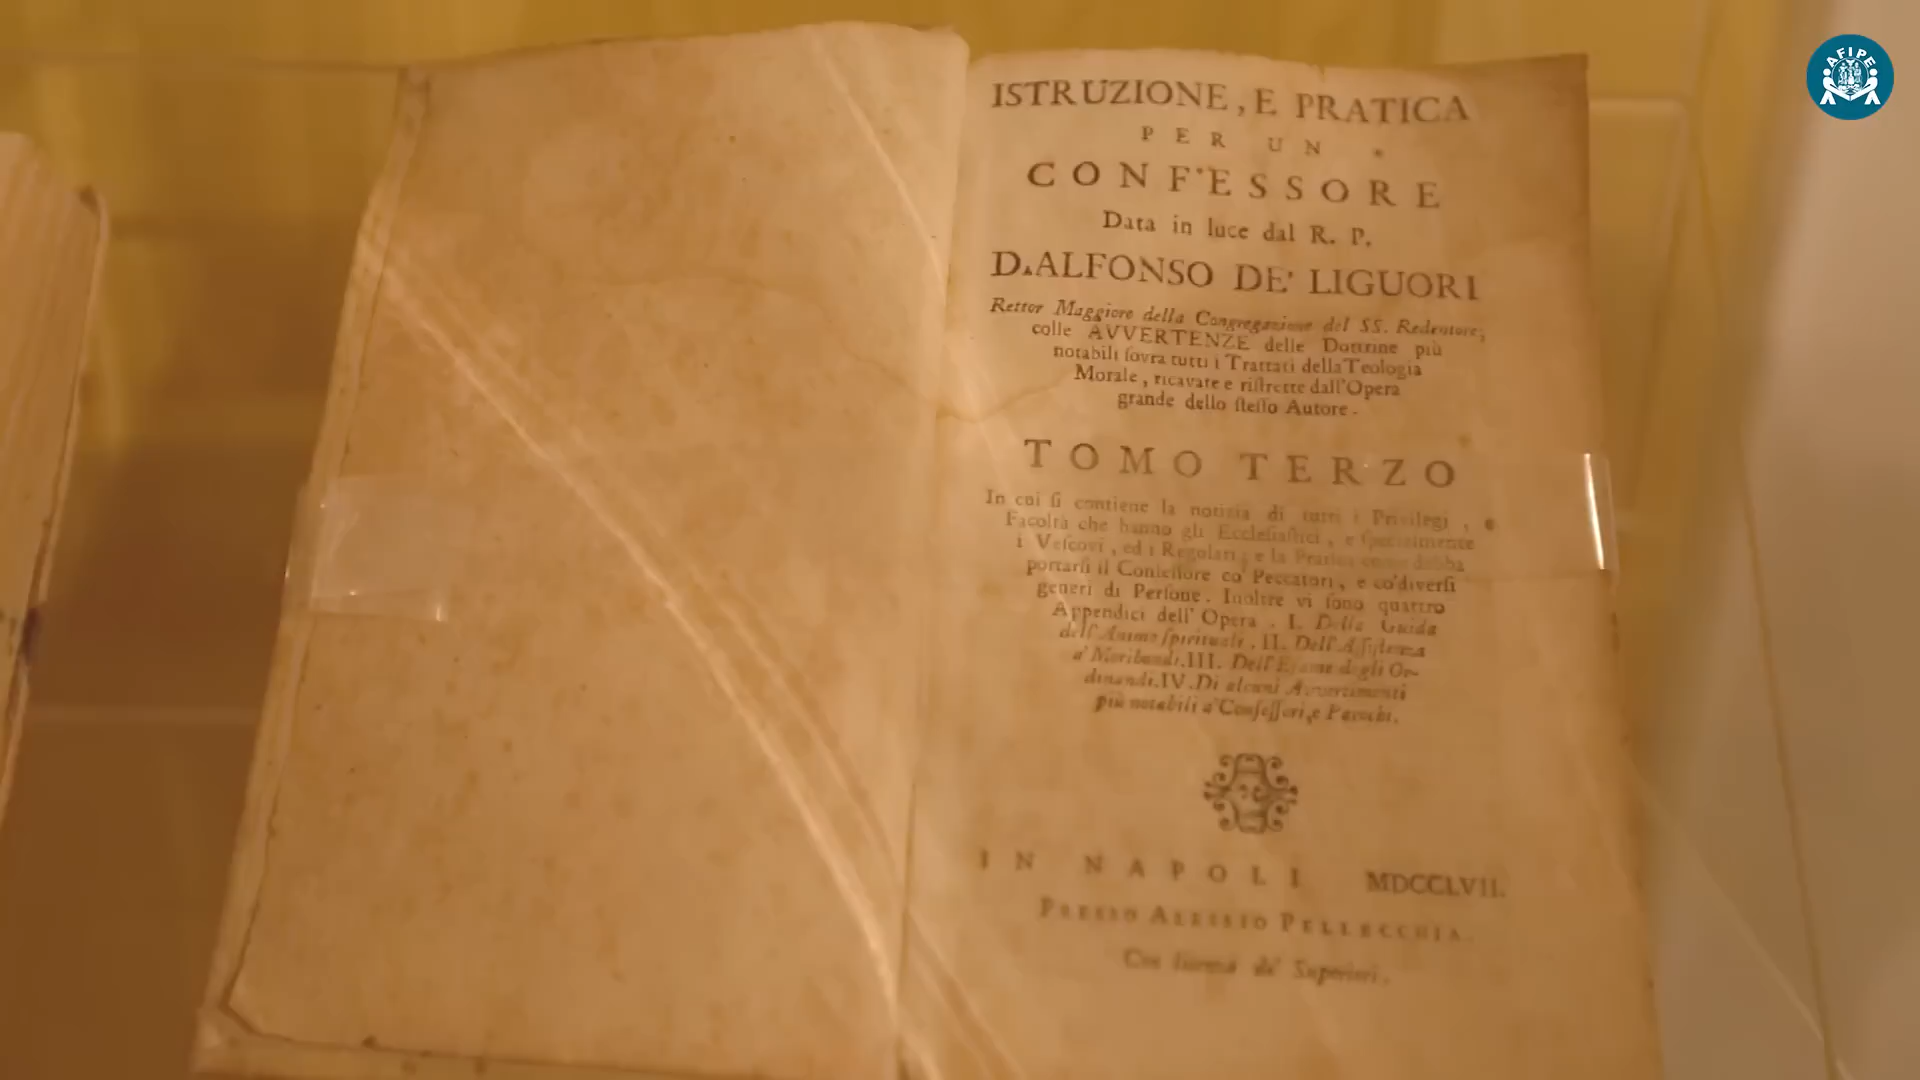 AFIPE
ISTRUZIONE, E PRATICA
PER UN
CONFESSORE
Data in luce dal R. P.
D.ALFONSO DE' LIGUORI
Rettor Maggiore della Congregazione del SS. Redentore,
colle AVVERTENZE delle Dottrine più
notabili ſovra tutti i Trattati della Teologia
Morale, ricavate e riſtrette dall'Opera
grande dello ſteſſo Autore.
TOMO TERZO
In cui ſi contiene la notizia di tutti i Privilegj, e
Facoltà che hanno gli Eccleſiaſtici, e ſpecialmente
i Veſcovi, ed i Regolari; e la Pratica come debba
portarſi il Confeſſore co' Peccatori, e co'diverſi
generi di Perſone. Inoltre vi ſono quattro
Appendici dell' Opera. I. Della Guida
dell'Anime ſpirituali. II. Dell'Aſſiſtenza
a' Moribondi.III. Dell'Eſame degli Or-
dinandi.IV.Di alcuni Avvertimenti
più notabili a'Confeſſori,e Parochi.
IN NAPOLI MDCCLVII.
PRESSO ALESSIO PELLECCHIA.
Con licenza de' Superiori.